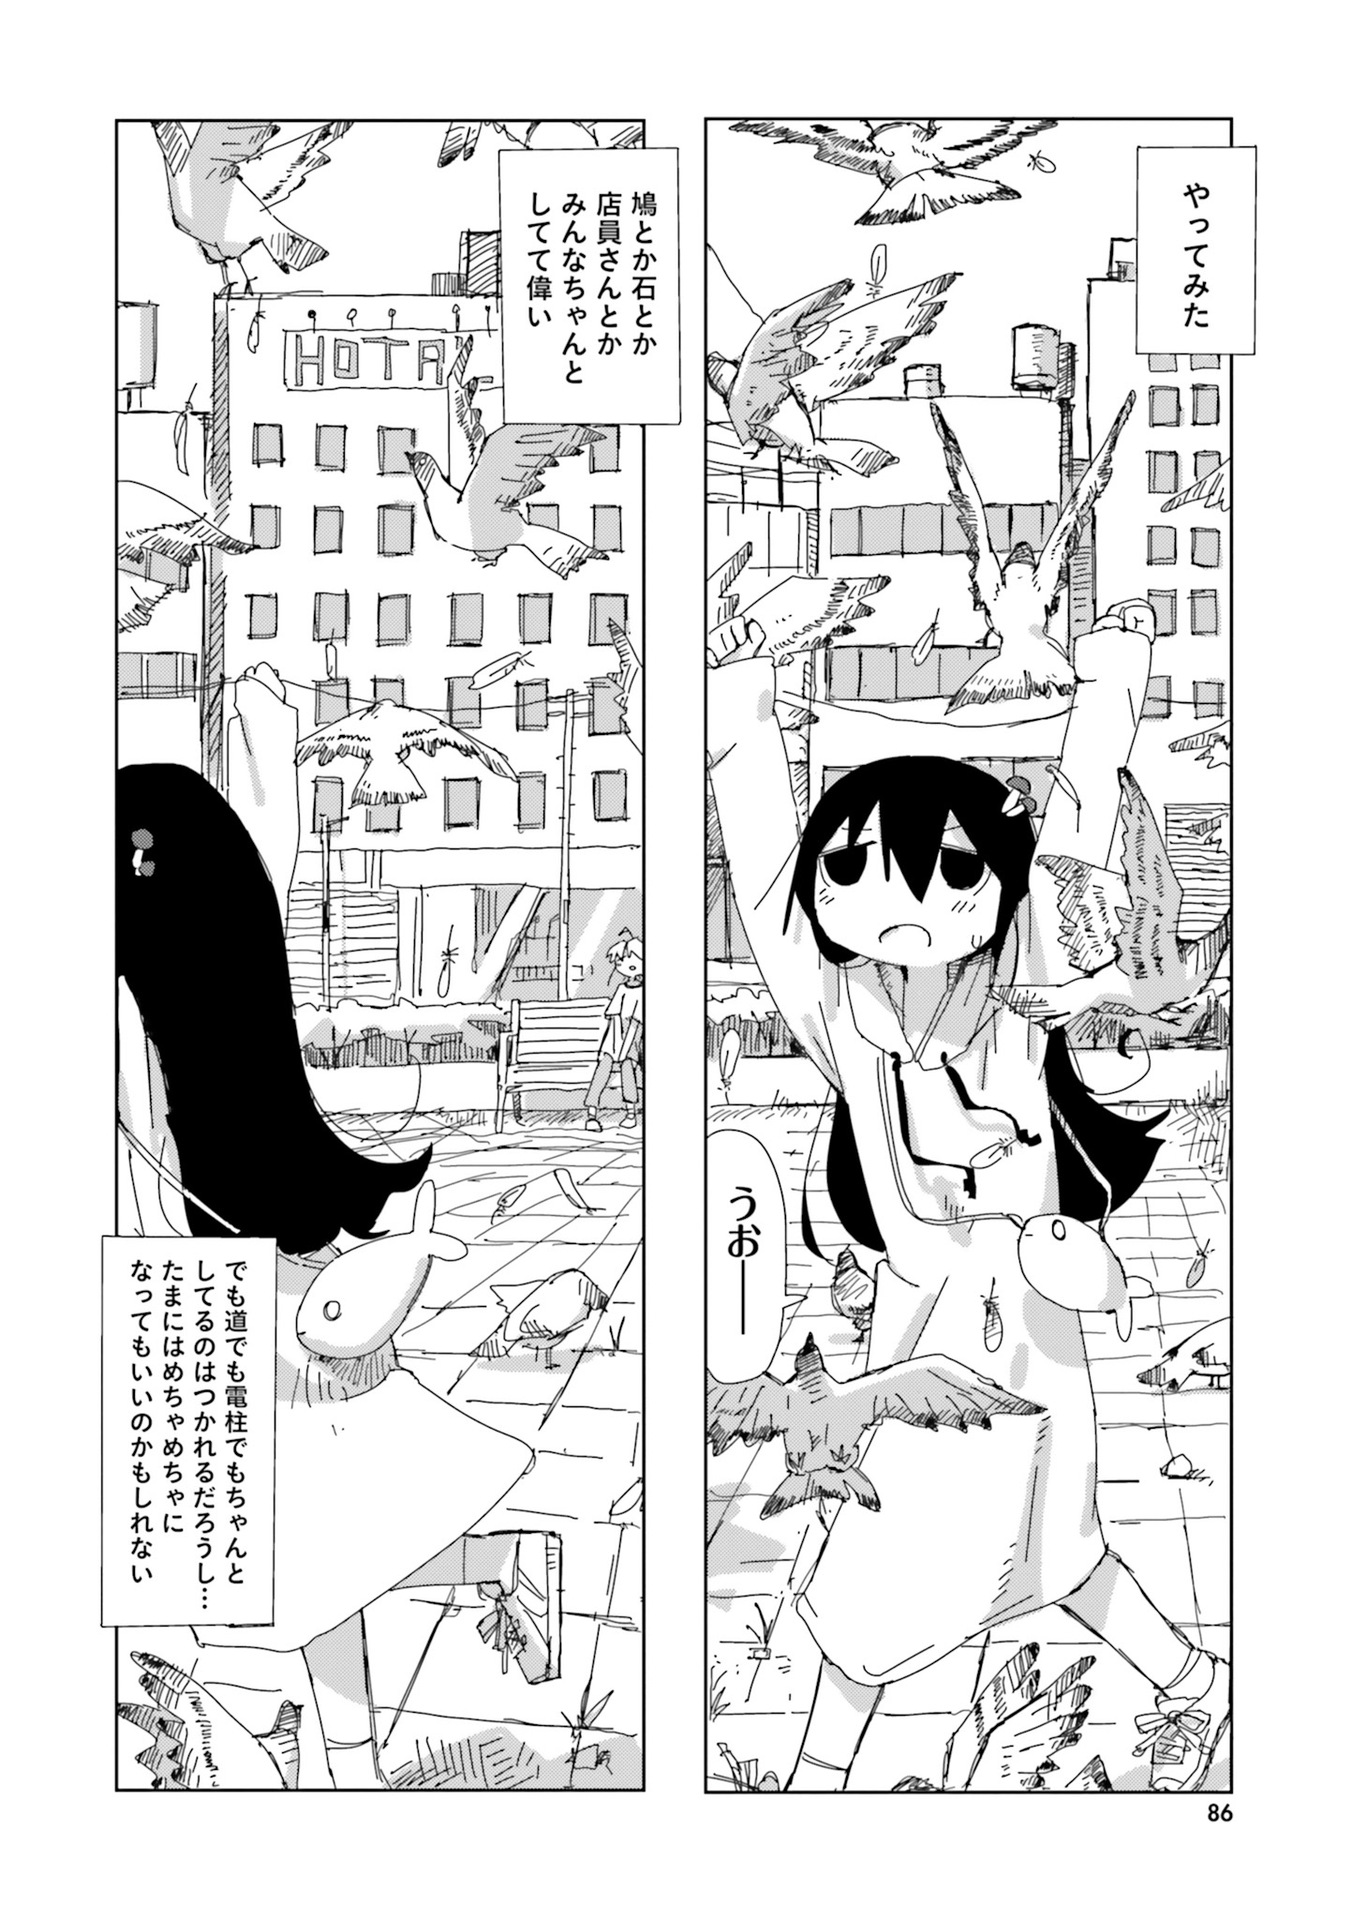 やってみた
うおーーー
鳩とか石とか
店員さんとか
みんなちゃんと
してて偉い
HOTA
でも道でも電柱でもちゃんと
してるのはつかれるだろうし…
たまにはめちゃめちゃに
なってもいいのかもしれない
86